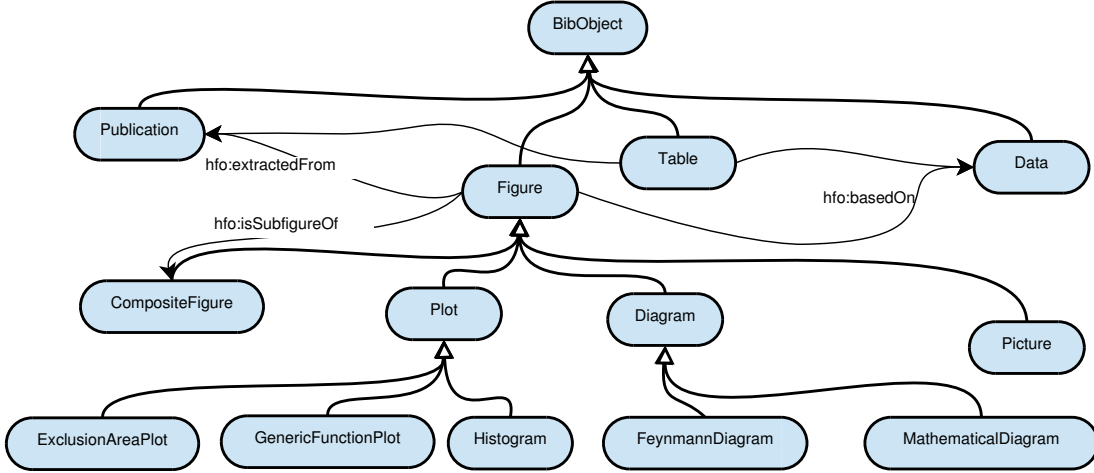 BibObject
Publication
Table
Data
hfo:extractedFrom
Figure
hfo:basedOn
hfo:isSubfigureOf
CompositeFigure
Plot
Diagram
Picture
ExclusionAreaPlot
GenericFunctionPlot
Histogram
FeynmannDiagram
MathematicalDiagram